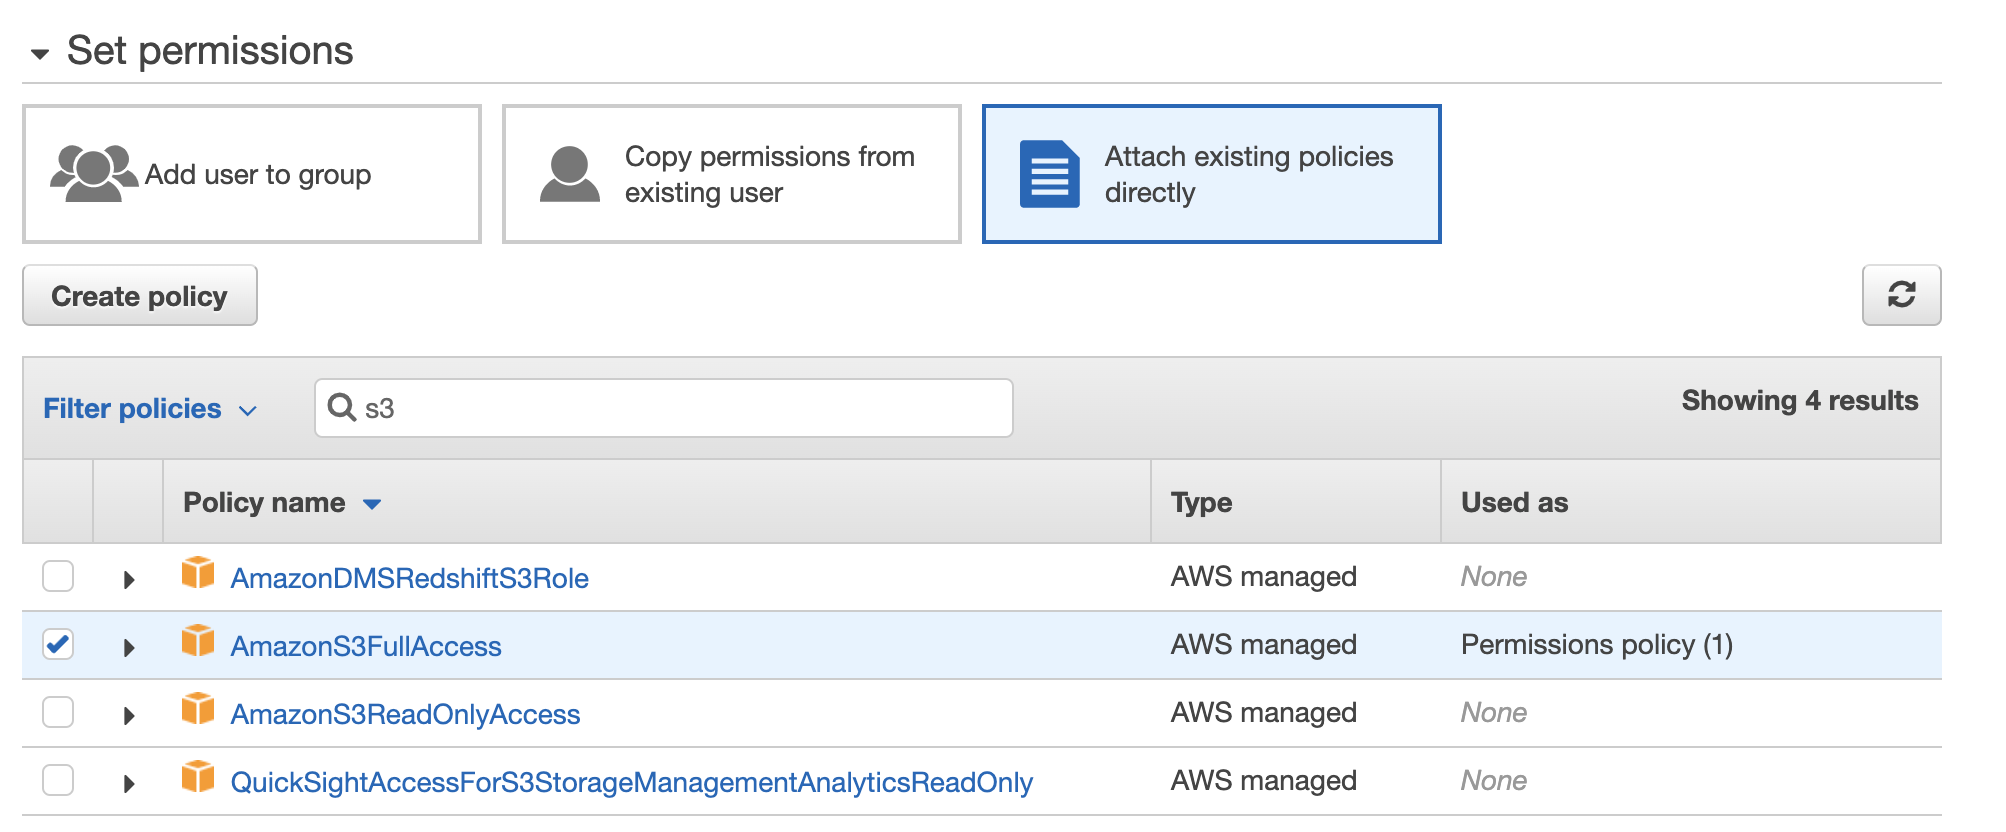 Set permissions
Add user to group
Copy permissions from
existing user
Attach existing policies
directly
Create policy
Filter policies
s3
Showing 4 results
Policy name Type Used as
AmazonDMSRedshiftS3Role AWS managed None
AmazonS3FullAccess AWS managed Permissions policy (1)
AmazonS3ReadOnlyAccess AWS managed None
QuickSightAccessForS3StorageManagementAnalyticsReadOnly AWS managed None